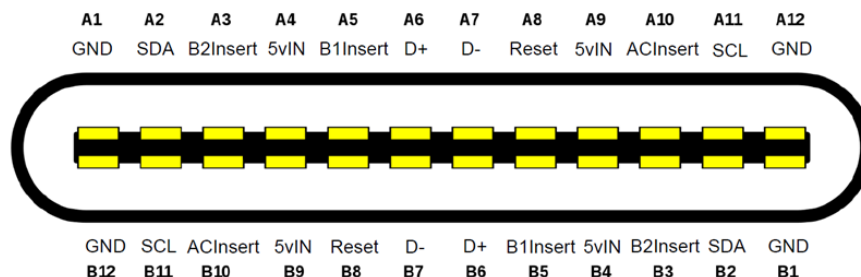 A1 A2 A3 A4 A5 A6 A7 A8 A9 A10 A11 A12
GND SDA B2Insert 5vIN B1Insert D+ D- Reset 5vIN ACInsert SCL GND
GND SCL ACInsert 5vIN Reset D- D+ B1Insert 5vIN B2Insert SDA GND
B12 B11 B10 B9 B8 B7 B6 B5 B4 B3 B2 B1